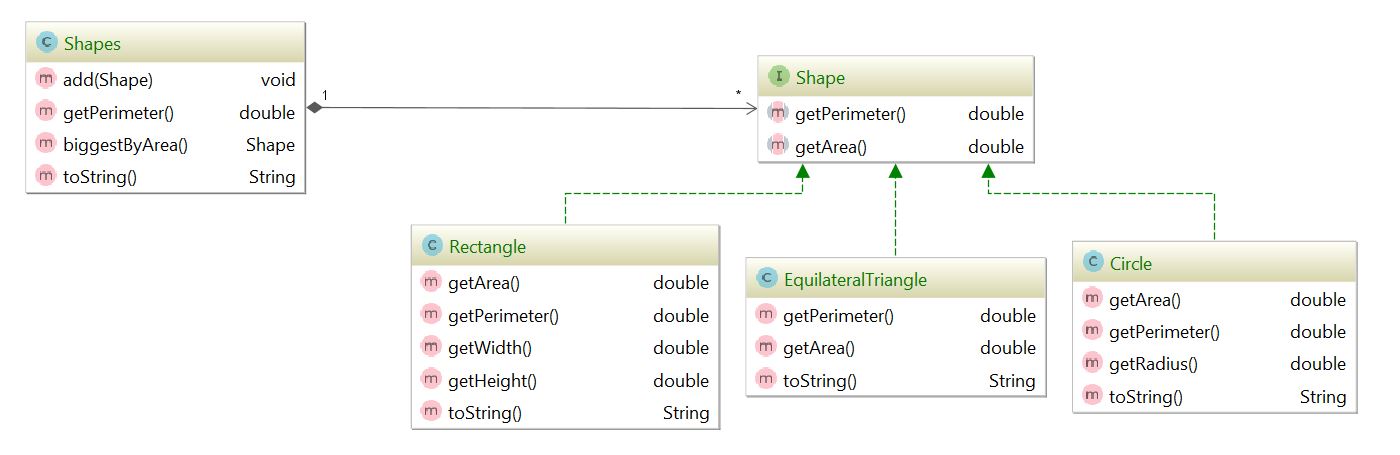 C Shapes
m add(Shape) void
m getPerimeter() double
m biggestByArea() Shape
m toString() String
1
*
I Shape
m getPerimeter() double
m getArea() double
C Rectangle
m getArea() double
m getPerimeter() double
m getWidth() double
m getHeight() double
m toString() String
C EquilateralTriangle
m getPerimeter() double
m getArea() double
m toString() String
C Circle
m getArea() double
m getPerimeter() double
m getRadius() double
m toString() String